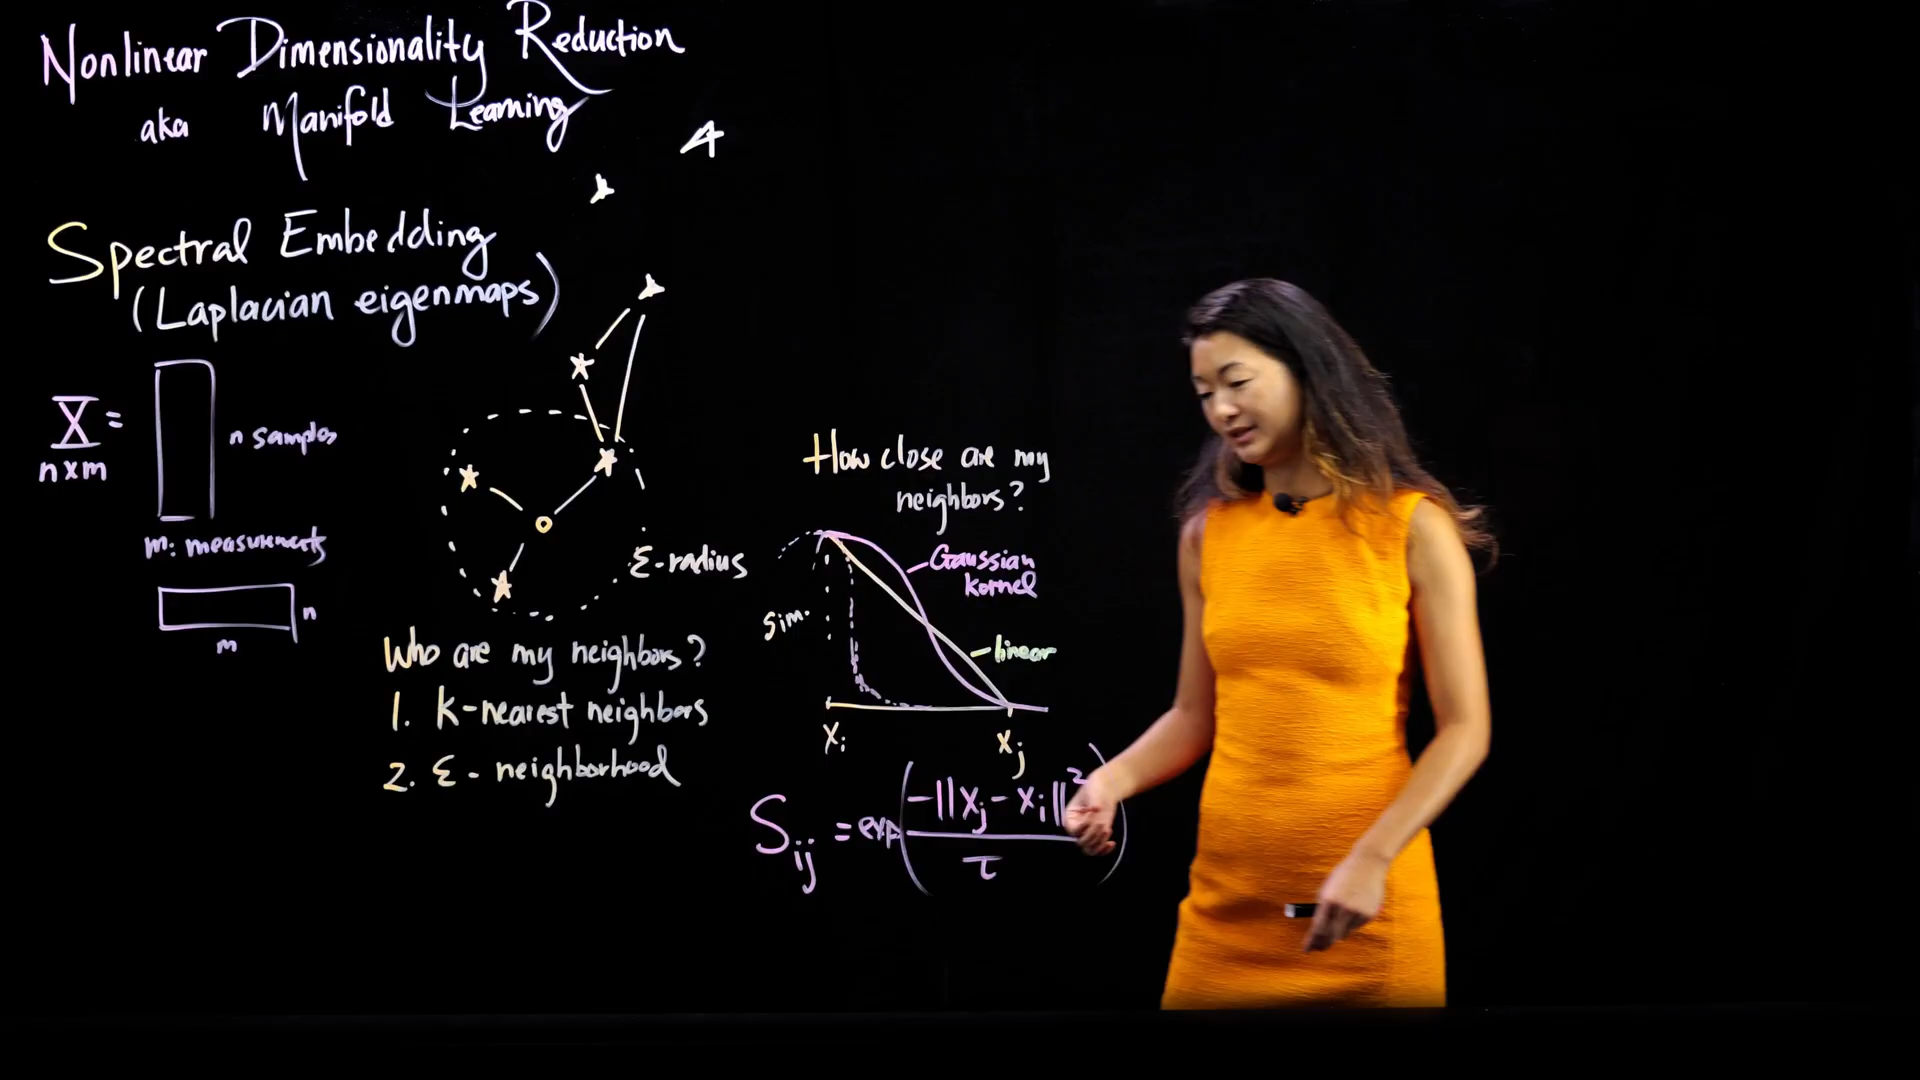 Nonlinear Dimensionality Reduction
aka Manifold Learning
Spectral Embedding
(Laplacian eigenmaps)
X =
n x m
n samples
m: measurements
n
m
ε-radius
Who are my neighbors?
1. K-nearest neighbors
2. ε - neighborhood
How close are my
neighbors?
Gaussian
kernel
sim.
linear
xi
xj
Sij = exp(-||xj - xi||²
τ)